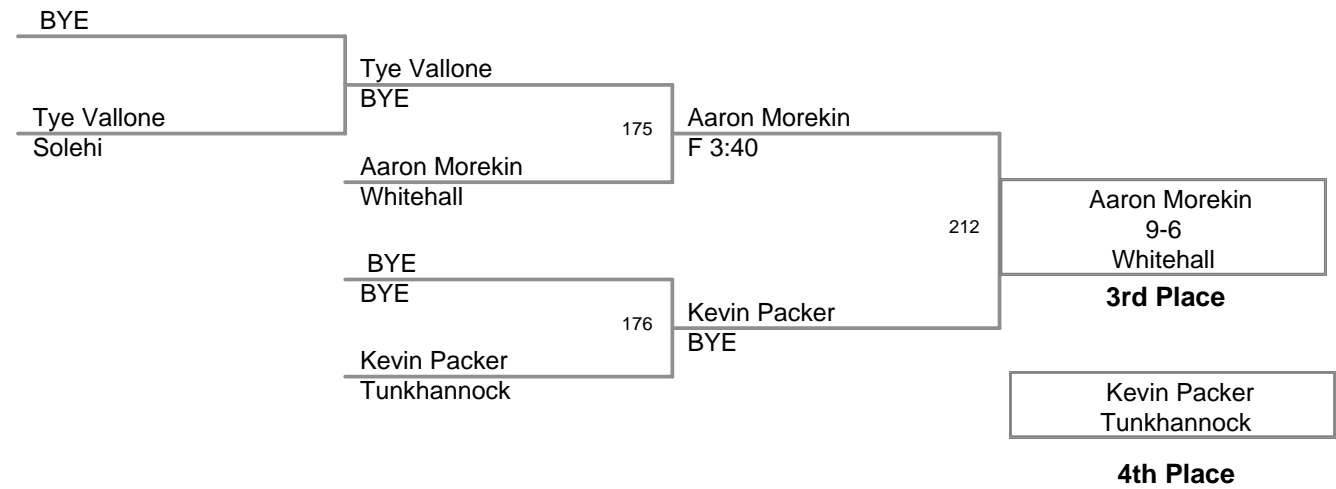 BYE
Tye Vallone
BYE
Tye Vallone
Solehi
175
Aaron Morekin
F 3:40
Aaron Morekin
Whitehall
212
Aaron Morekin
9-6
Whitehall
3rd Place
BYE
BYE
176
Kevin Packer
BYE
Kevin Packer
Tunkhannock
Kevin Packer
Tunkhannock
4th Place